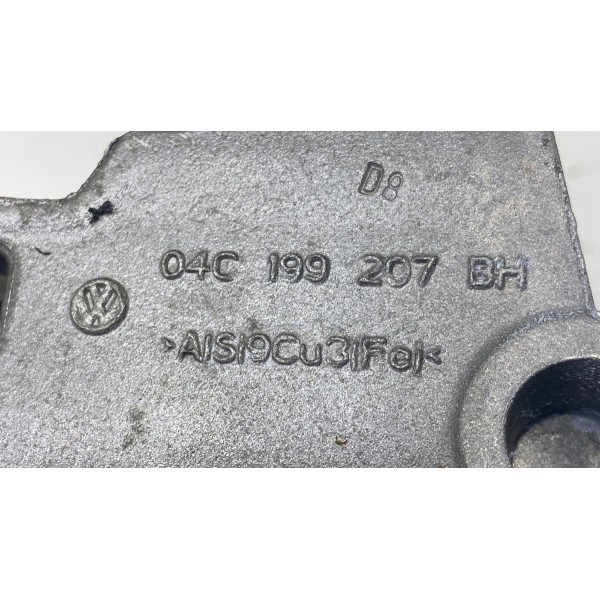 D8
04C 199 207 BH
>AlSi9Cu3(Fe)<